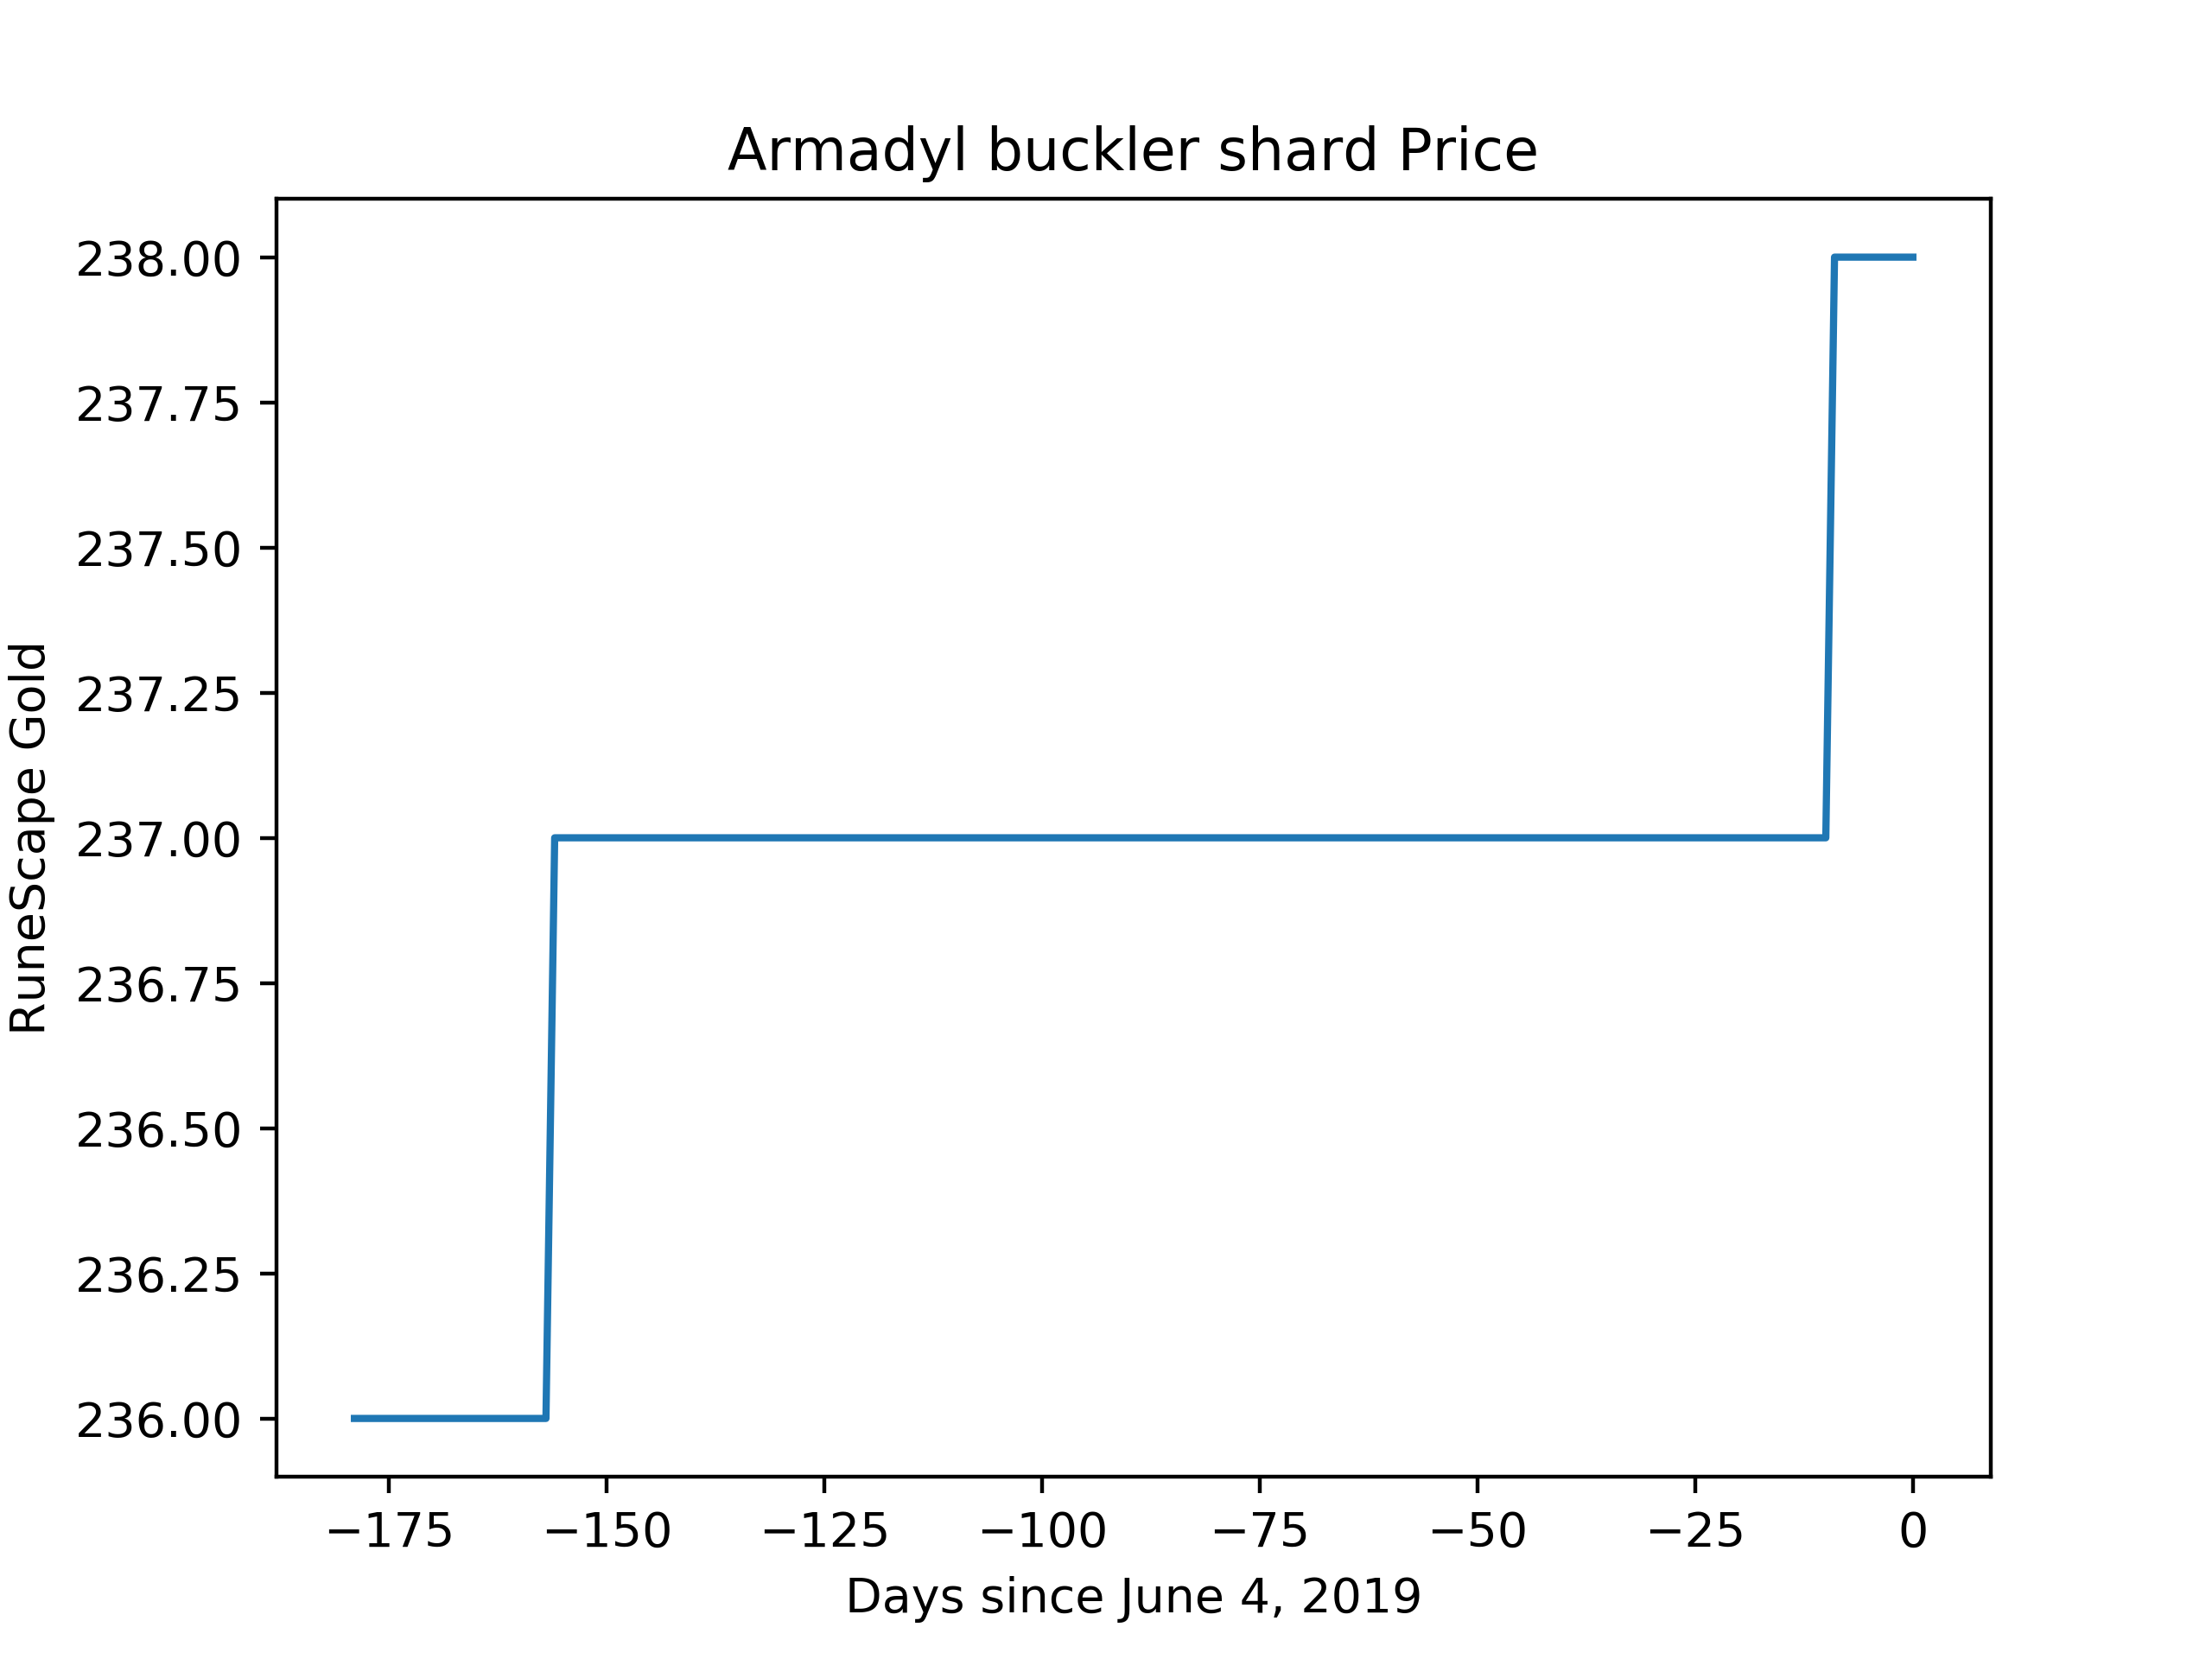 Armadyl buckler shard Price
RuneScape Gold
238.00
237.75
237.50
237.25
237.00
236.75
236.50
236.25
236.00
−175 −150 −125 −100 −75 −50 −25 0
Days since June 4, 2019